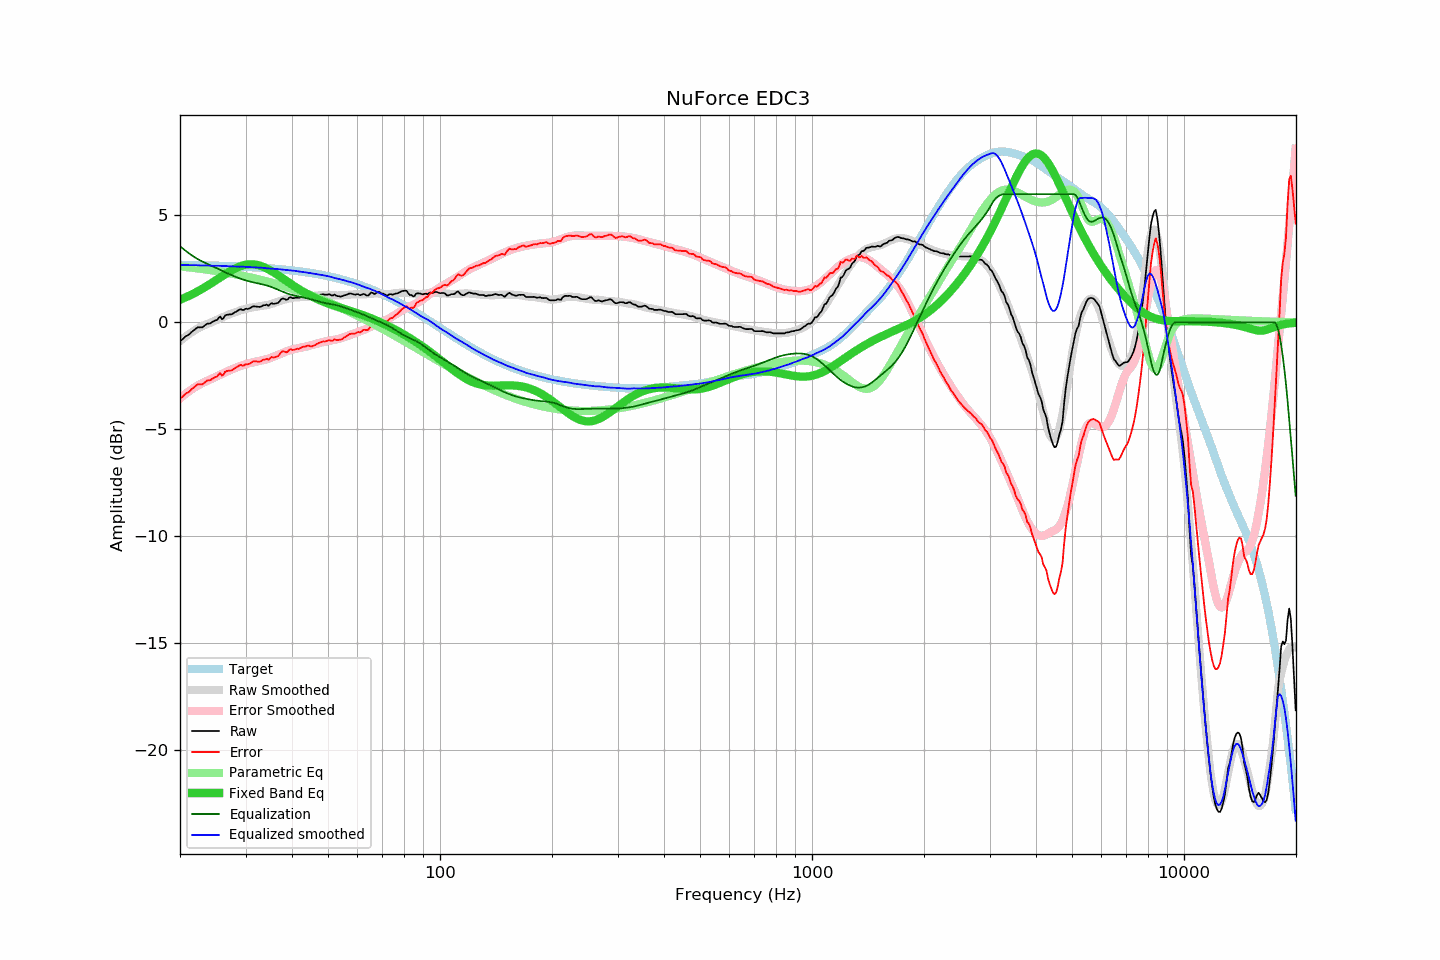 NuForce EDC3
Amplitude (dBr)
5
0
−5
−10
−15
−20
Target
Raw Smoothed
Error Smoothed
Raw
Error
Parametric Eq
Fixed Band Eq
Equalization
Equalized smoothed
100
1000
10000
Frequency (Hz)